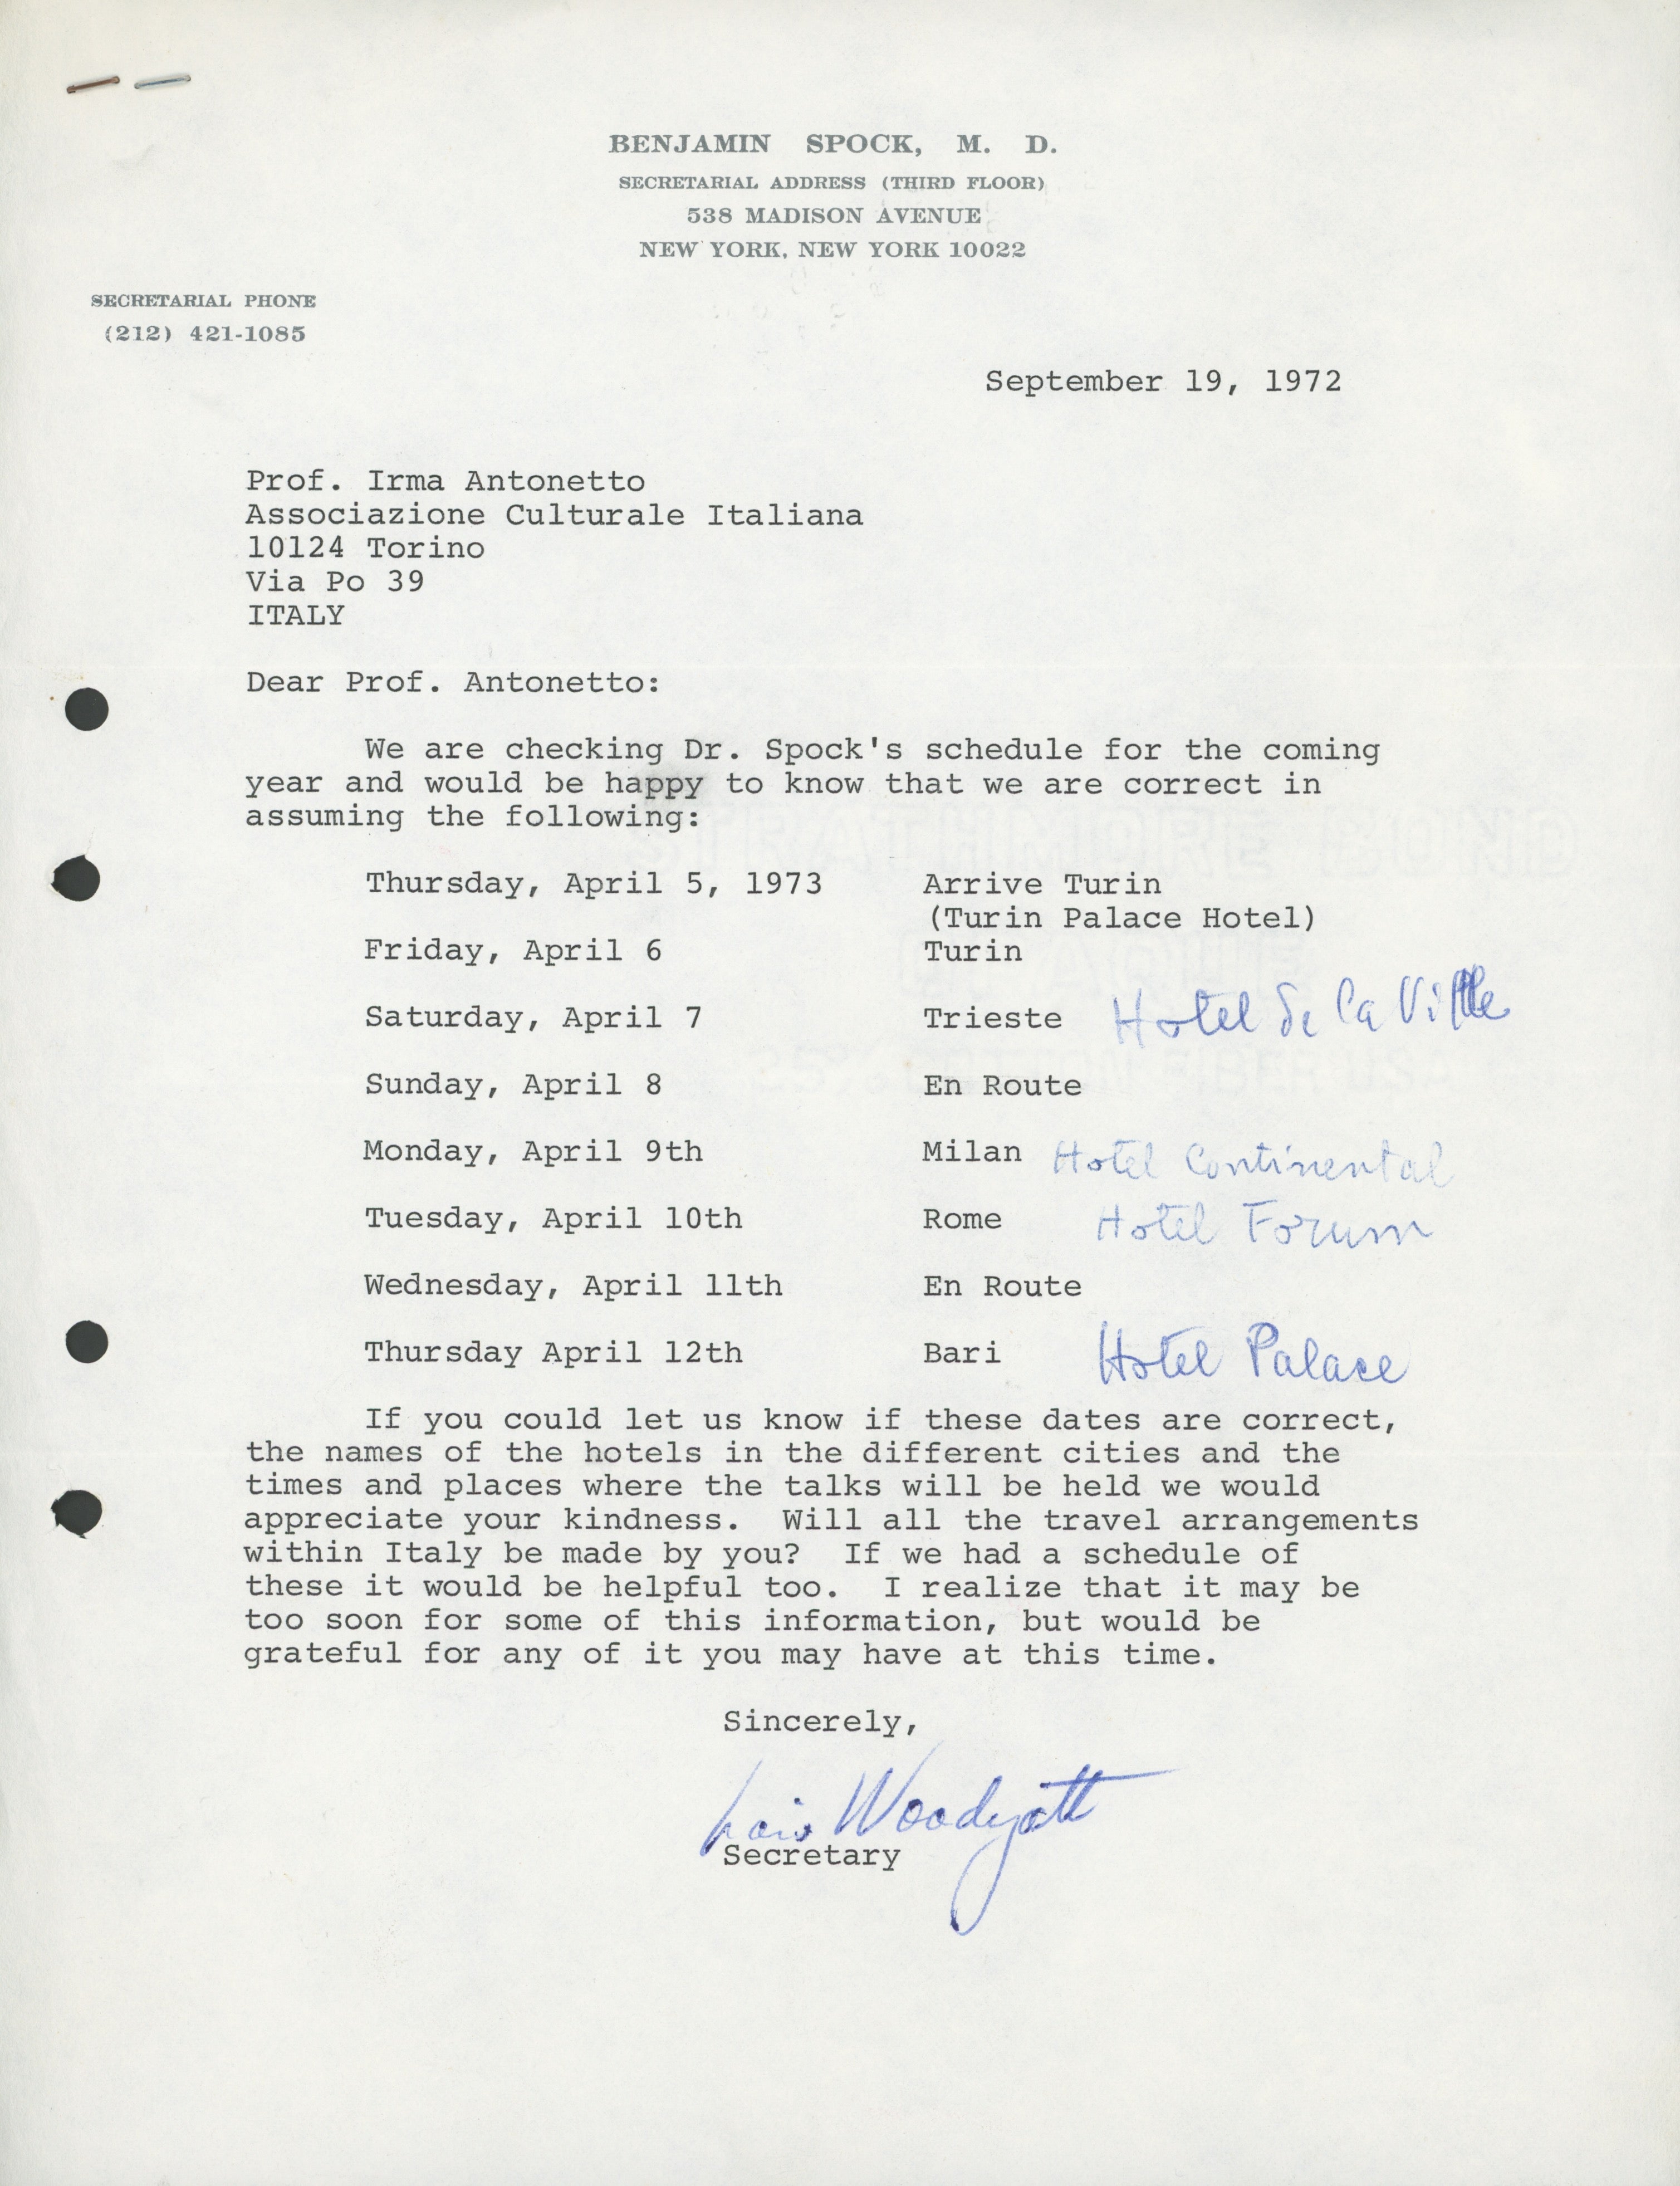 BENJAMIN SPOCK, M. D.
SECRETARIAL ADDRESS (THIRD FLOOR)
538 MADISON AVENUE
NEW YORK, NEW YORK 10022
SECRETARIAL PHONE
(212) 421-1085
September 19, 1972
Prof. Irma Antonetto
Associazione Culturale Italiana
10124 Torino
Via Po 39
ITALY
Dear Prof. Antonetto:
We are checking Dr. Spock's schedule for the coming
year and would be happy to know that we are correct in
assuming the following:
Thursday, April 5, 1973 Arrive Turin
(Turin Palace Hotel)
Friday, April 6 Turin
Saturday, April 7 Trieste Hotel de la Ville
Sunday, April 8 En Route
Monday, April 9th Milan Hotel Continental
Tuesday, April 10th Rome Hotel Forum
Wednesday, April 11th En Route
Thursday April 12th Bari Hotel Palace
If you could let us know if these dates are correct,
the names of the hotels in the different cities and the
times and places where the talks will be held we would
appreciate your kindness. Will all the travel arrangements
within Italy be made by you? If we had a schedule of
these it would be helpful too. I realize that it may be
too soon for some of this information, but would be
grateful for any of it you may have at this time.
Sincerely,
Lois Woodyatt
Secretary